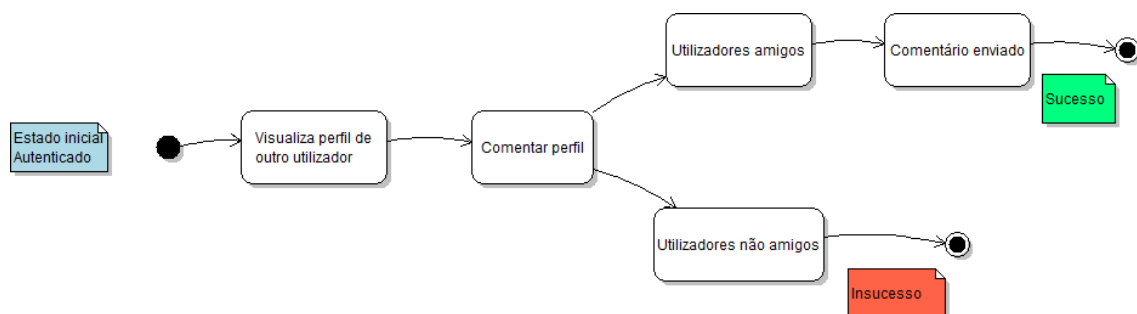 Estado inicial
Autenticado
Visualiza perfil de
outro utilizador
Comentar perfil
Utilizadores amigos
Comentário enviado
Sucesso
Utilizadores não amigos
Insucesso